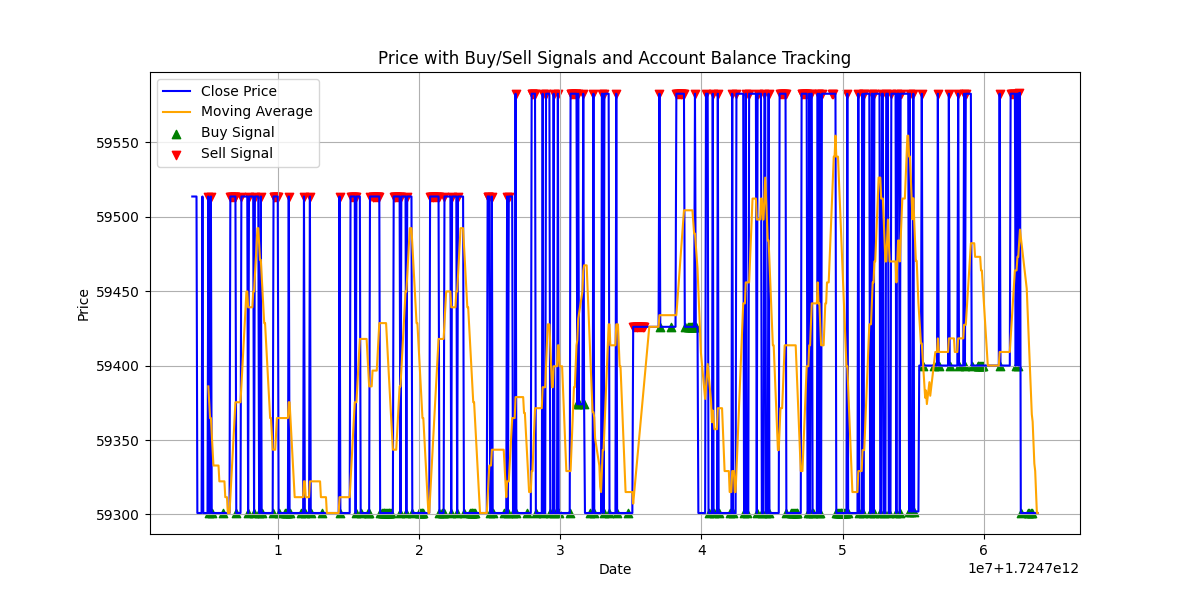 Price with Buy/Sell Signals and Account Balance Tracking
Close Price
Moving Average
Buy Signal
Sell Signal
Price
59550
59500
59450
59400
59350
59300
1 2 3 4 5 6
Date
1e7+1.7247e12